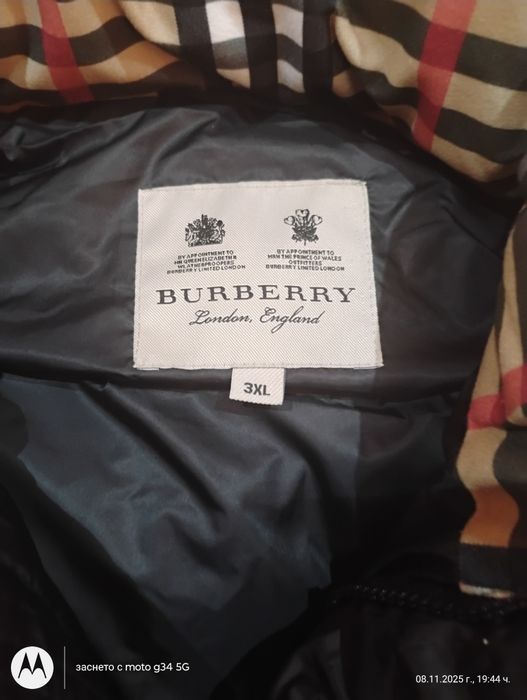 BY APPOINTMENT TO
HM QUEEN ELIZABETH II
WEATHERPROOFERS
BURBERRY LIMITED LONDON
BY APPOINTMENT TO
HRH THE PRINCE OF WALES
OUTFITTERS
BURBERRY LIMITED LONDON
BURBERRY
London, England
3XL
заснето с moto g34 5G
08.11.2025 г., 19:44 ч.